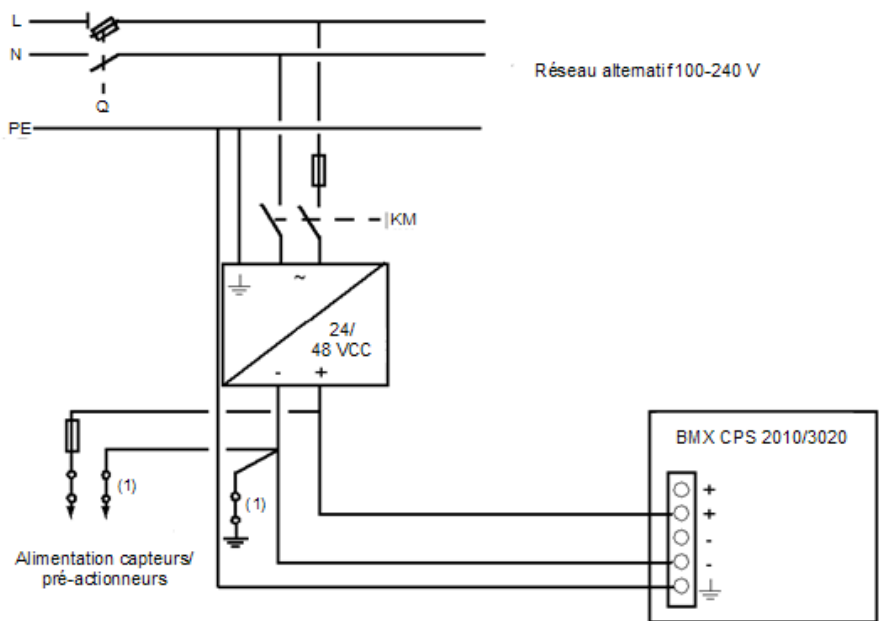 L
N
Réseau alternatif 100-240 V
Q
PE
|KM
~
24/
48 VCC
- +
BMX CPS 2010/3020
+
(1)
+
(1)
-
-
Alimentation capteurs/
pré-actionneurs